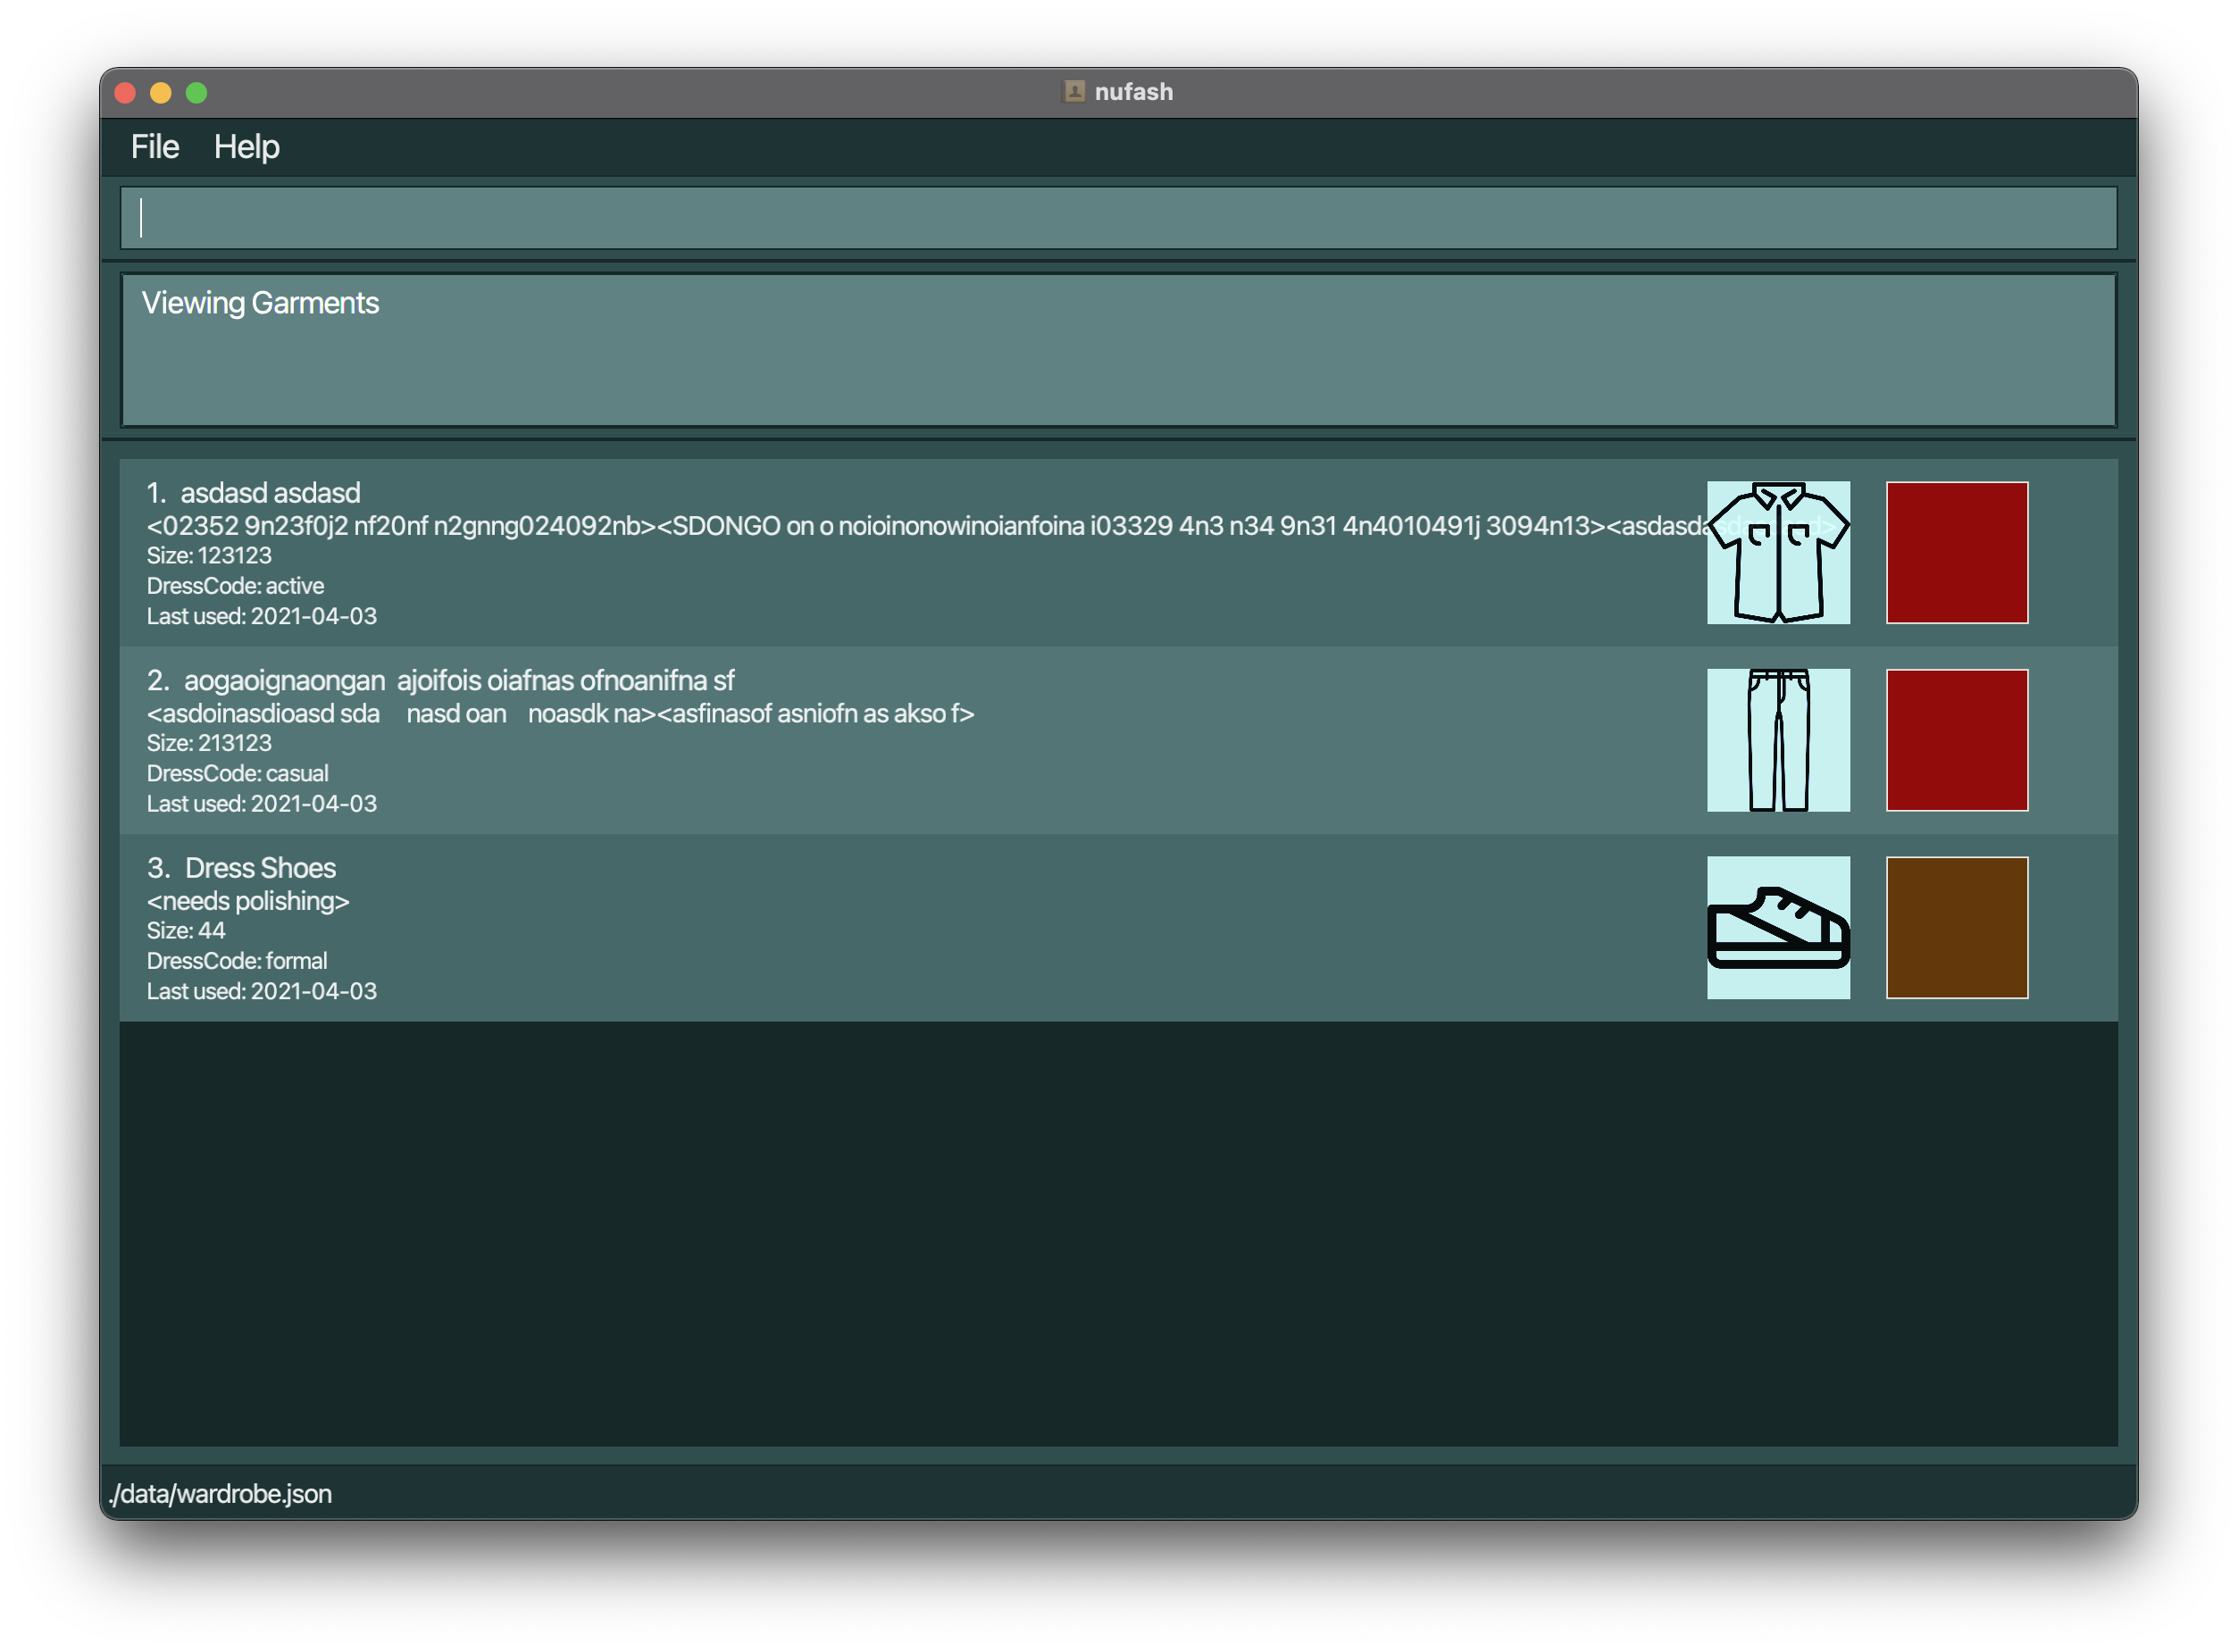 nufash
File Help
Viewing Garments
1. asdasd asdasd
<02352 9n23f0j2 nf20nf n2gnng024092nb><SDONGO on o noioinonowinoianfoina i03329 4n3 n34 9n31 4n4010491j 3094n13>
Size: 123123
DressCode: active
Last used: 2021-04-03
2. aogaoignaongan  ajoifois oiafnas ofnoanifna sf
<asdoinasdioasd sda    nasd oan   noasdk na><asfinasof asniofn as akso f>
Size: 213123
DressCode: casual
Last used: 2021-04-03
3. Dress Shoes
<needs polishing>
Size: 44
DressCode: formal
Last used: 2021-04-03
./data/wardrobe.json